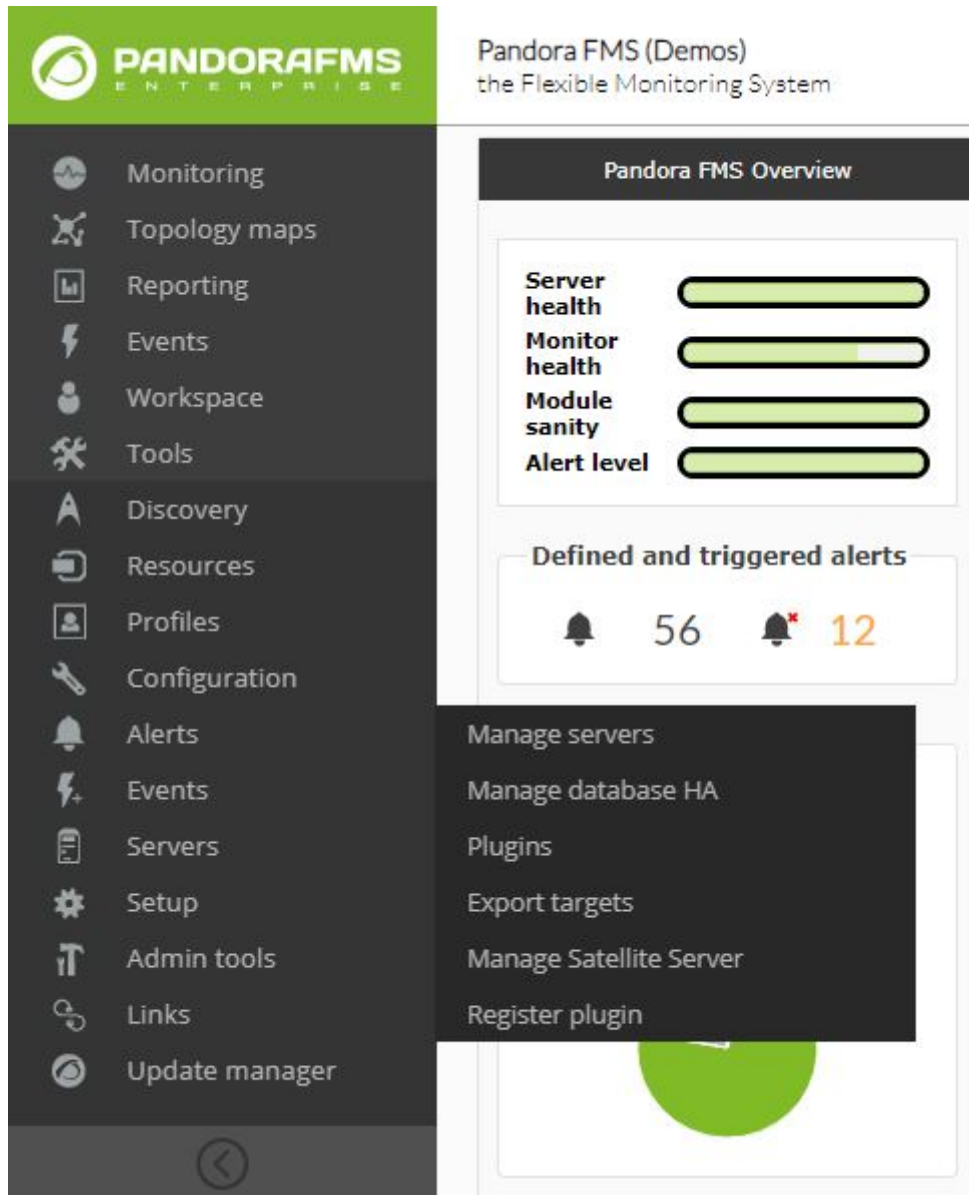 PANDORAFMS
ENTERPRISE
Pandora FMS (Demos)
the Flexible Monitoring System
Monitoring
Topology maps
Reporting
Events
Workspace
Tools
Discovery
Resources
Profiles
Configuration
Alerts
Events
Servers
Setup
Admin tools
Links
Update manager
Pandora FMS Overview
Server
health
Monitor
health
Module
sanity
Alert level
Defined and triggered alerts
56 12
Manage servers
Manage database HA
Plugins
Export targets
Manage Satellite Server
Register plugin